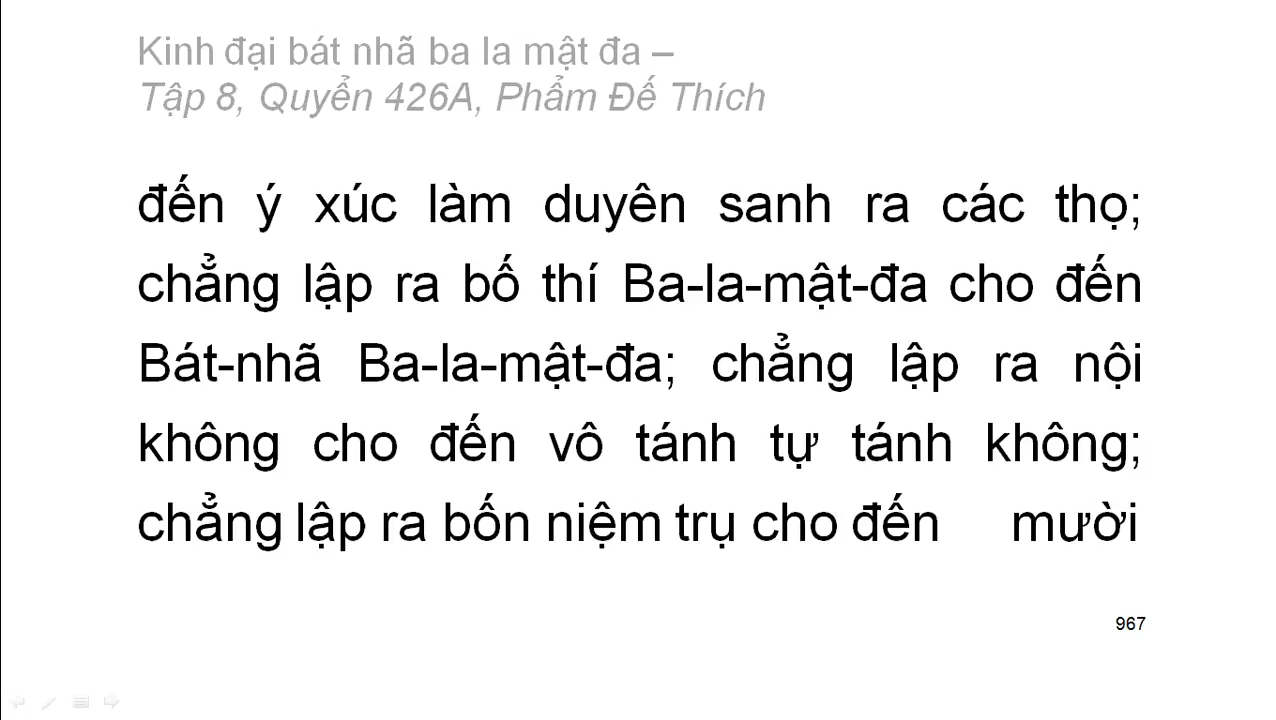 Kinh đại bát nhã ba la mật đa –
Tập 8, Quyển 426A, Phẩm Đế Thích
đến ý xúc làm duyên sanh ra các thọ;
chẳng lập ra bố thí Ba-la-mật-đa cho đến
Bát-nhã Ba-la-mật-đa; chẳng lập ra nội
không cho đến vô tánh tự tánh không;
chẳng lập ra bốn niệm trụ cho đến mười
967